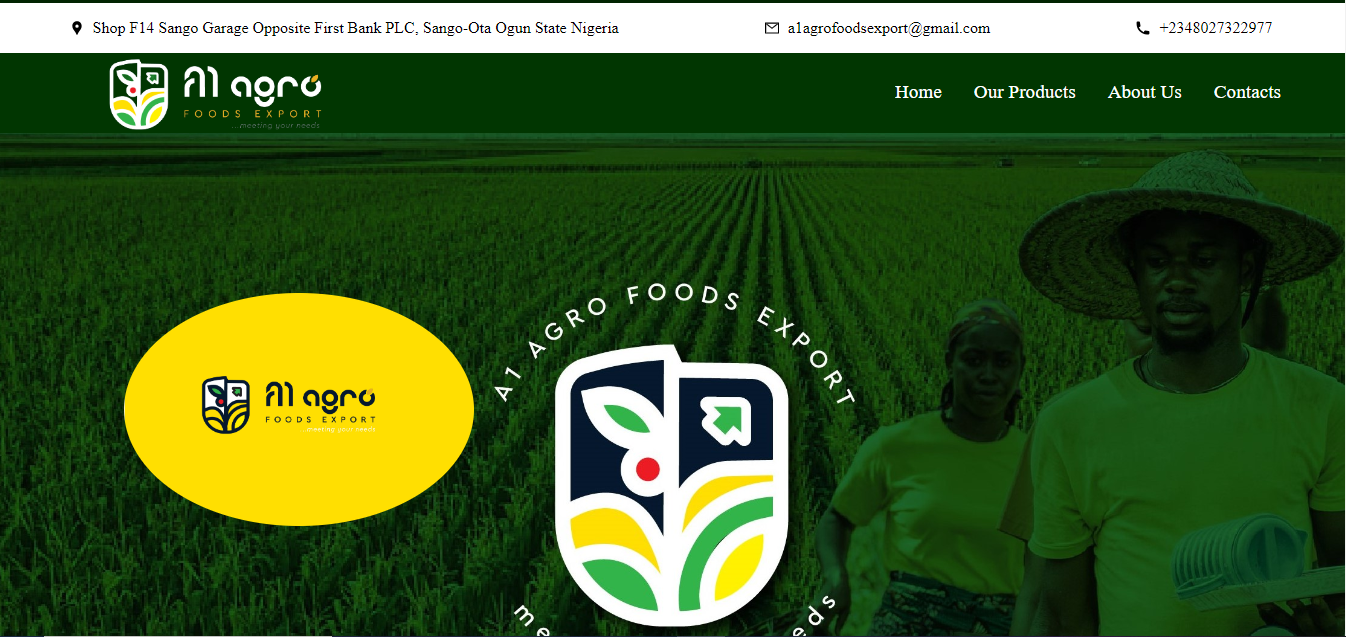 Shop F14 Sango Garage Opposite First Bank PLC, Sango-Ota Ogun State Nigeria
a1agrofoodsexport@gmail.com
+2348027322977
A1 agro
FOODS EXPORT
...meeting your needs
Home
Our Products
About Us
Contacts
A1 AGRO FOODS EXPORT
A1 agro
FOODS EXPORT
...meeting your needs
me
eds